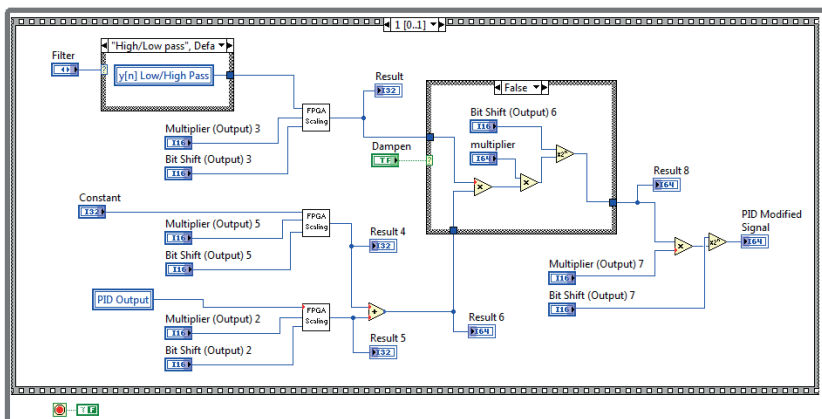 1 [0..1]
Filter
"High/Low pass", Defa
?
y[n] Low/High Pass
FPGA
Scaling
Result
I32
Multiplier (Output) 3
I16
Bit Shift (Output) 3
I16
Dampen
TF
?
False
Bit Shift (Output) 6
I16
multiplier
I64
x
x
x2ⁿ
Constant
I32
FPGA
Scaling
Multiplier (Output) 5
I16
Bit Shift (Output) 5
I16
Result 4
I32
Result 8
I64
PID Modified
Signal
I64
x
x2ⁿ
Multiplier (Output) 7
I16
Bit Shift (Output) 7
I16
PID Output
FPGA
Scaling
+
Multiplier (Output) 2
I16
Bit Shift (Output) 2
I16
Result 5
I32
Result 6
I64
T F